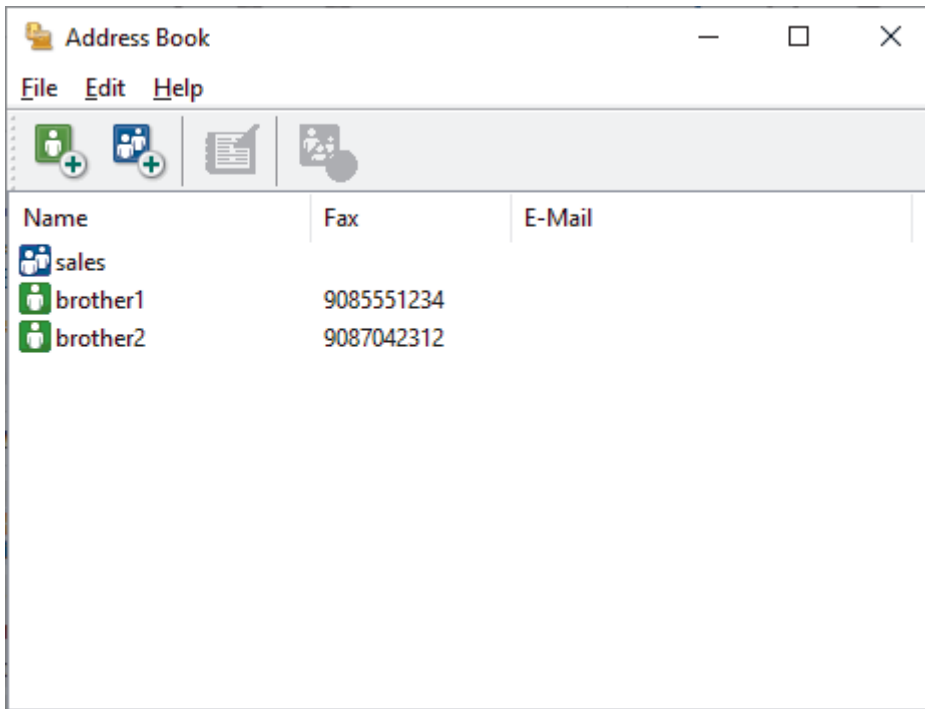 Address Book
File Edit Help
Name Fax E-Mail
sales
brother1 9085551234
brother2 9087042312